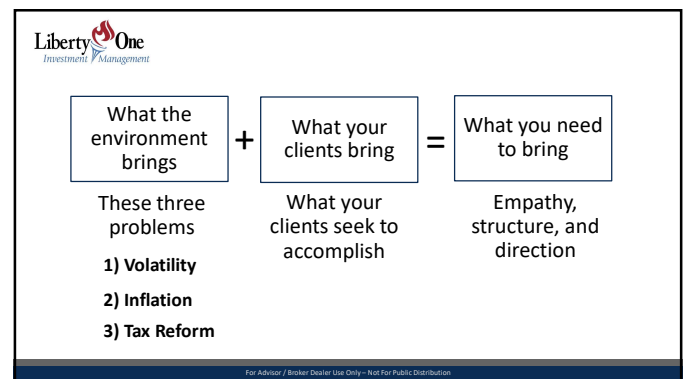 Liberty One
Investment Management
What the
environment
brings
+
What your
clients bring
=
What you need
to bring
These three
problems
1) Volatility
2) Inflation
3) Tax Reform
What your
clients seek to
accomplish
Empathy,
structure, and
direction
For Advisor / Broker Dealer Use Only – Not For Public Distribution